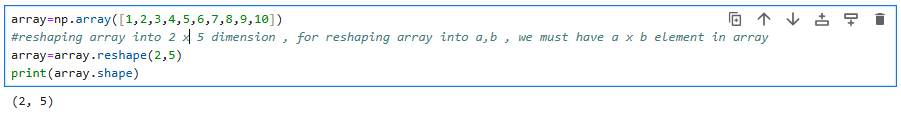 array=np.array([1,2,3,4,5,6,7,8,9,10])
#reshaping array into 2 x 5 dimension , for reshaping array into a,b , we must have a x b element in array
array=array.reshape(2,5)
print(array.shape)
(2, 5)